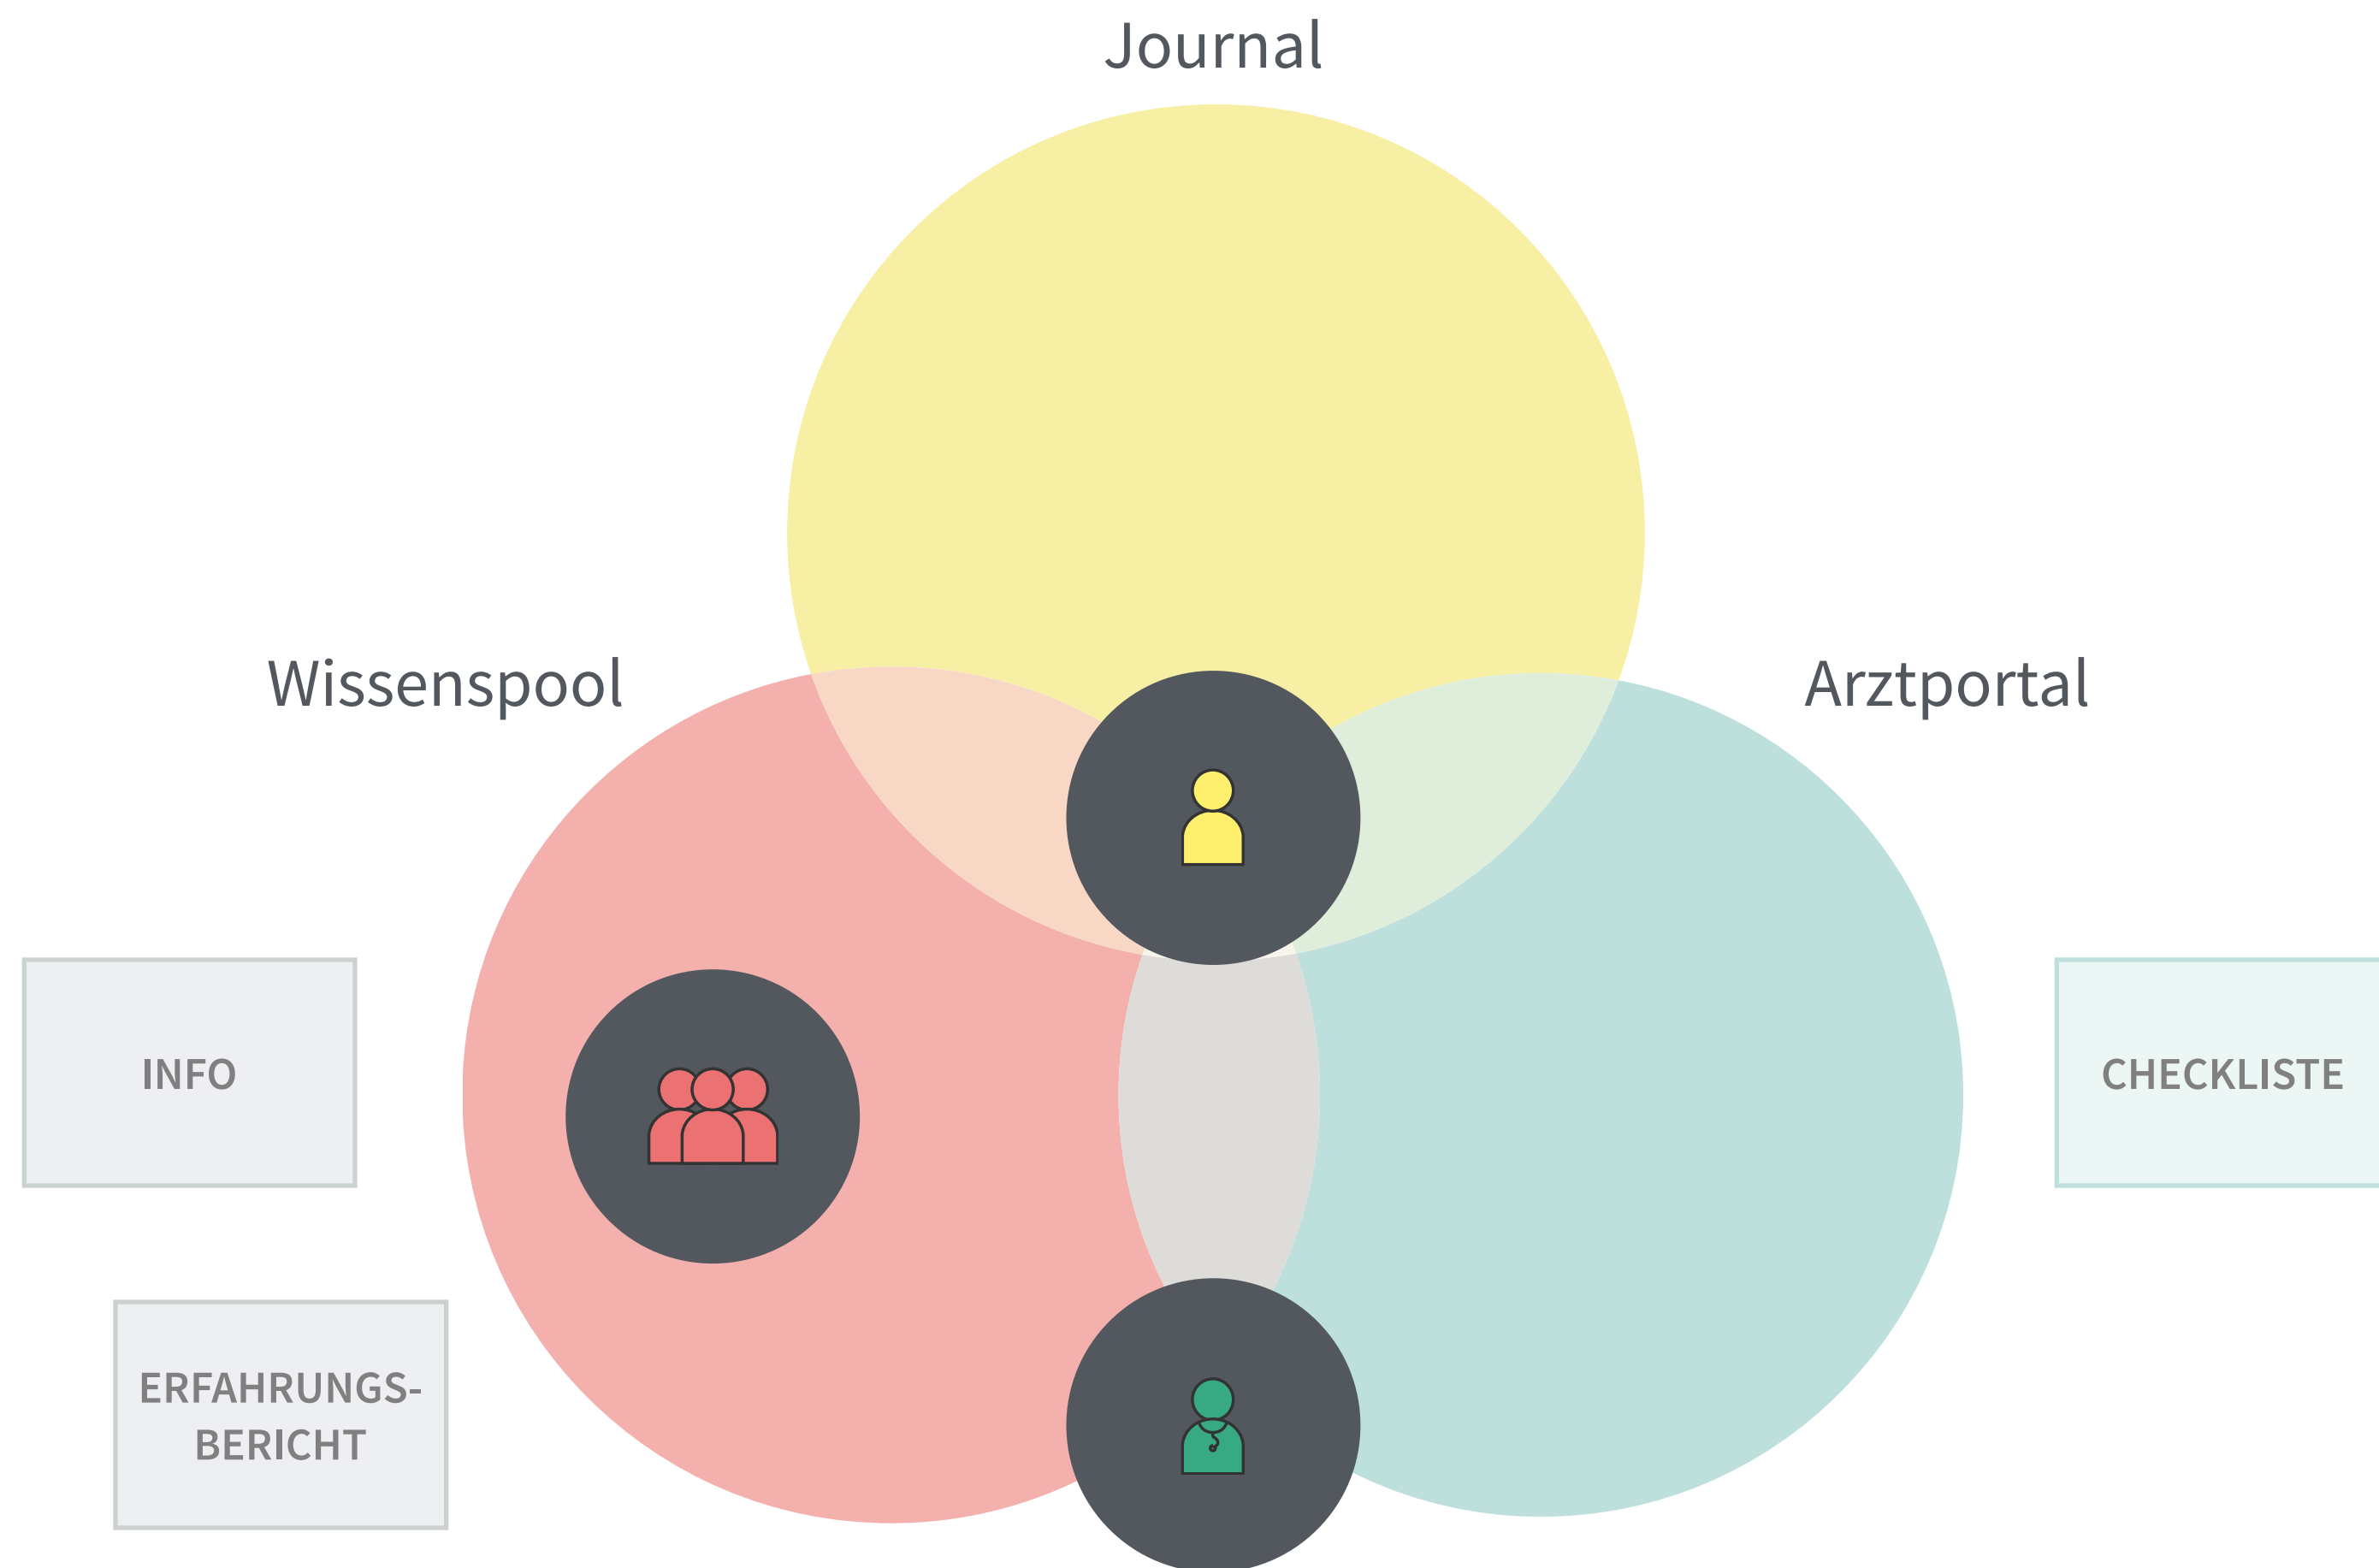 Journal
Wissenspool
Arztportal
INFO
CHECKLISTE
ERFAHRUNGS-
BERICHT